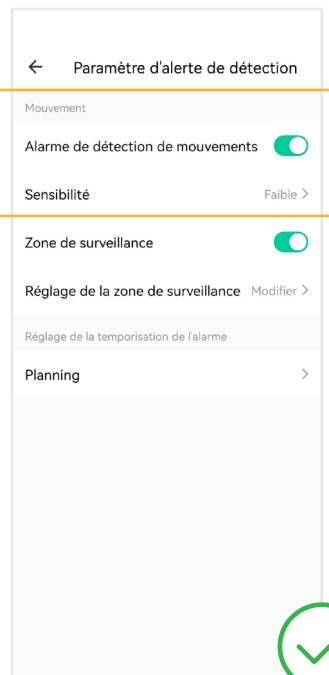 Paramètre d'alerte de détection
Mouvement
Alarme de détection de mouvements
Sensibilité Faible >
Zone de surveillance
Réglage de la zone de surveillance Modifier >
Réglage de la temporisation de l'alarme
Planning >